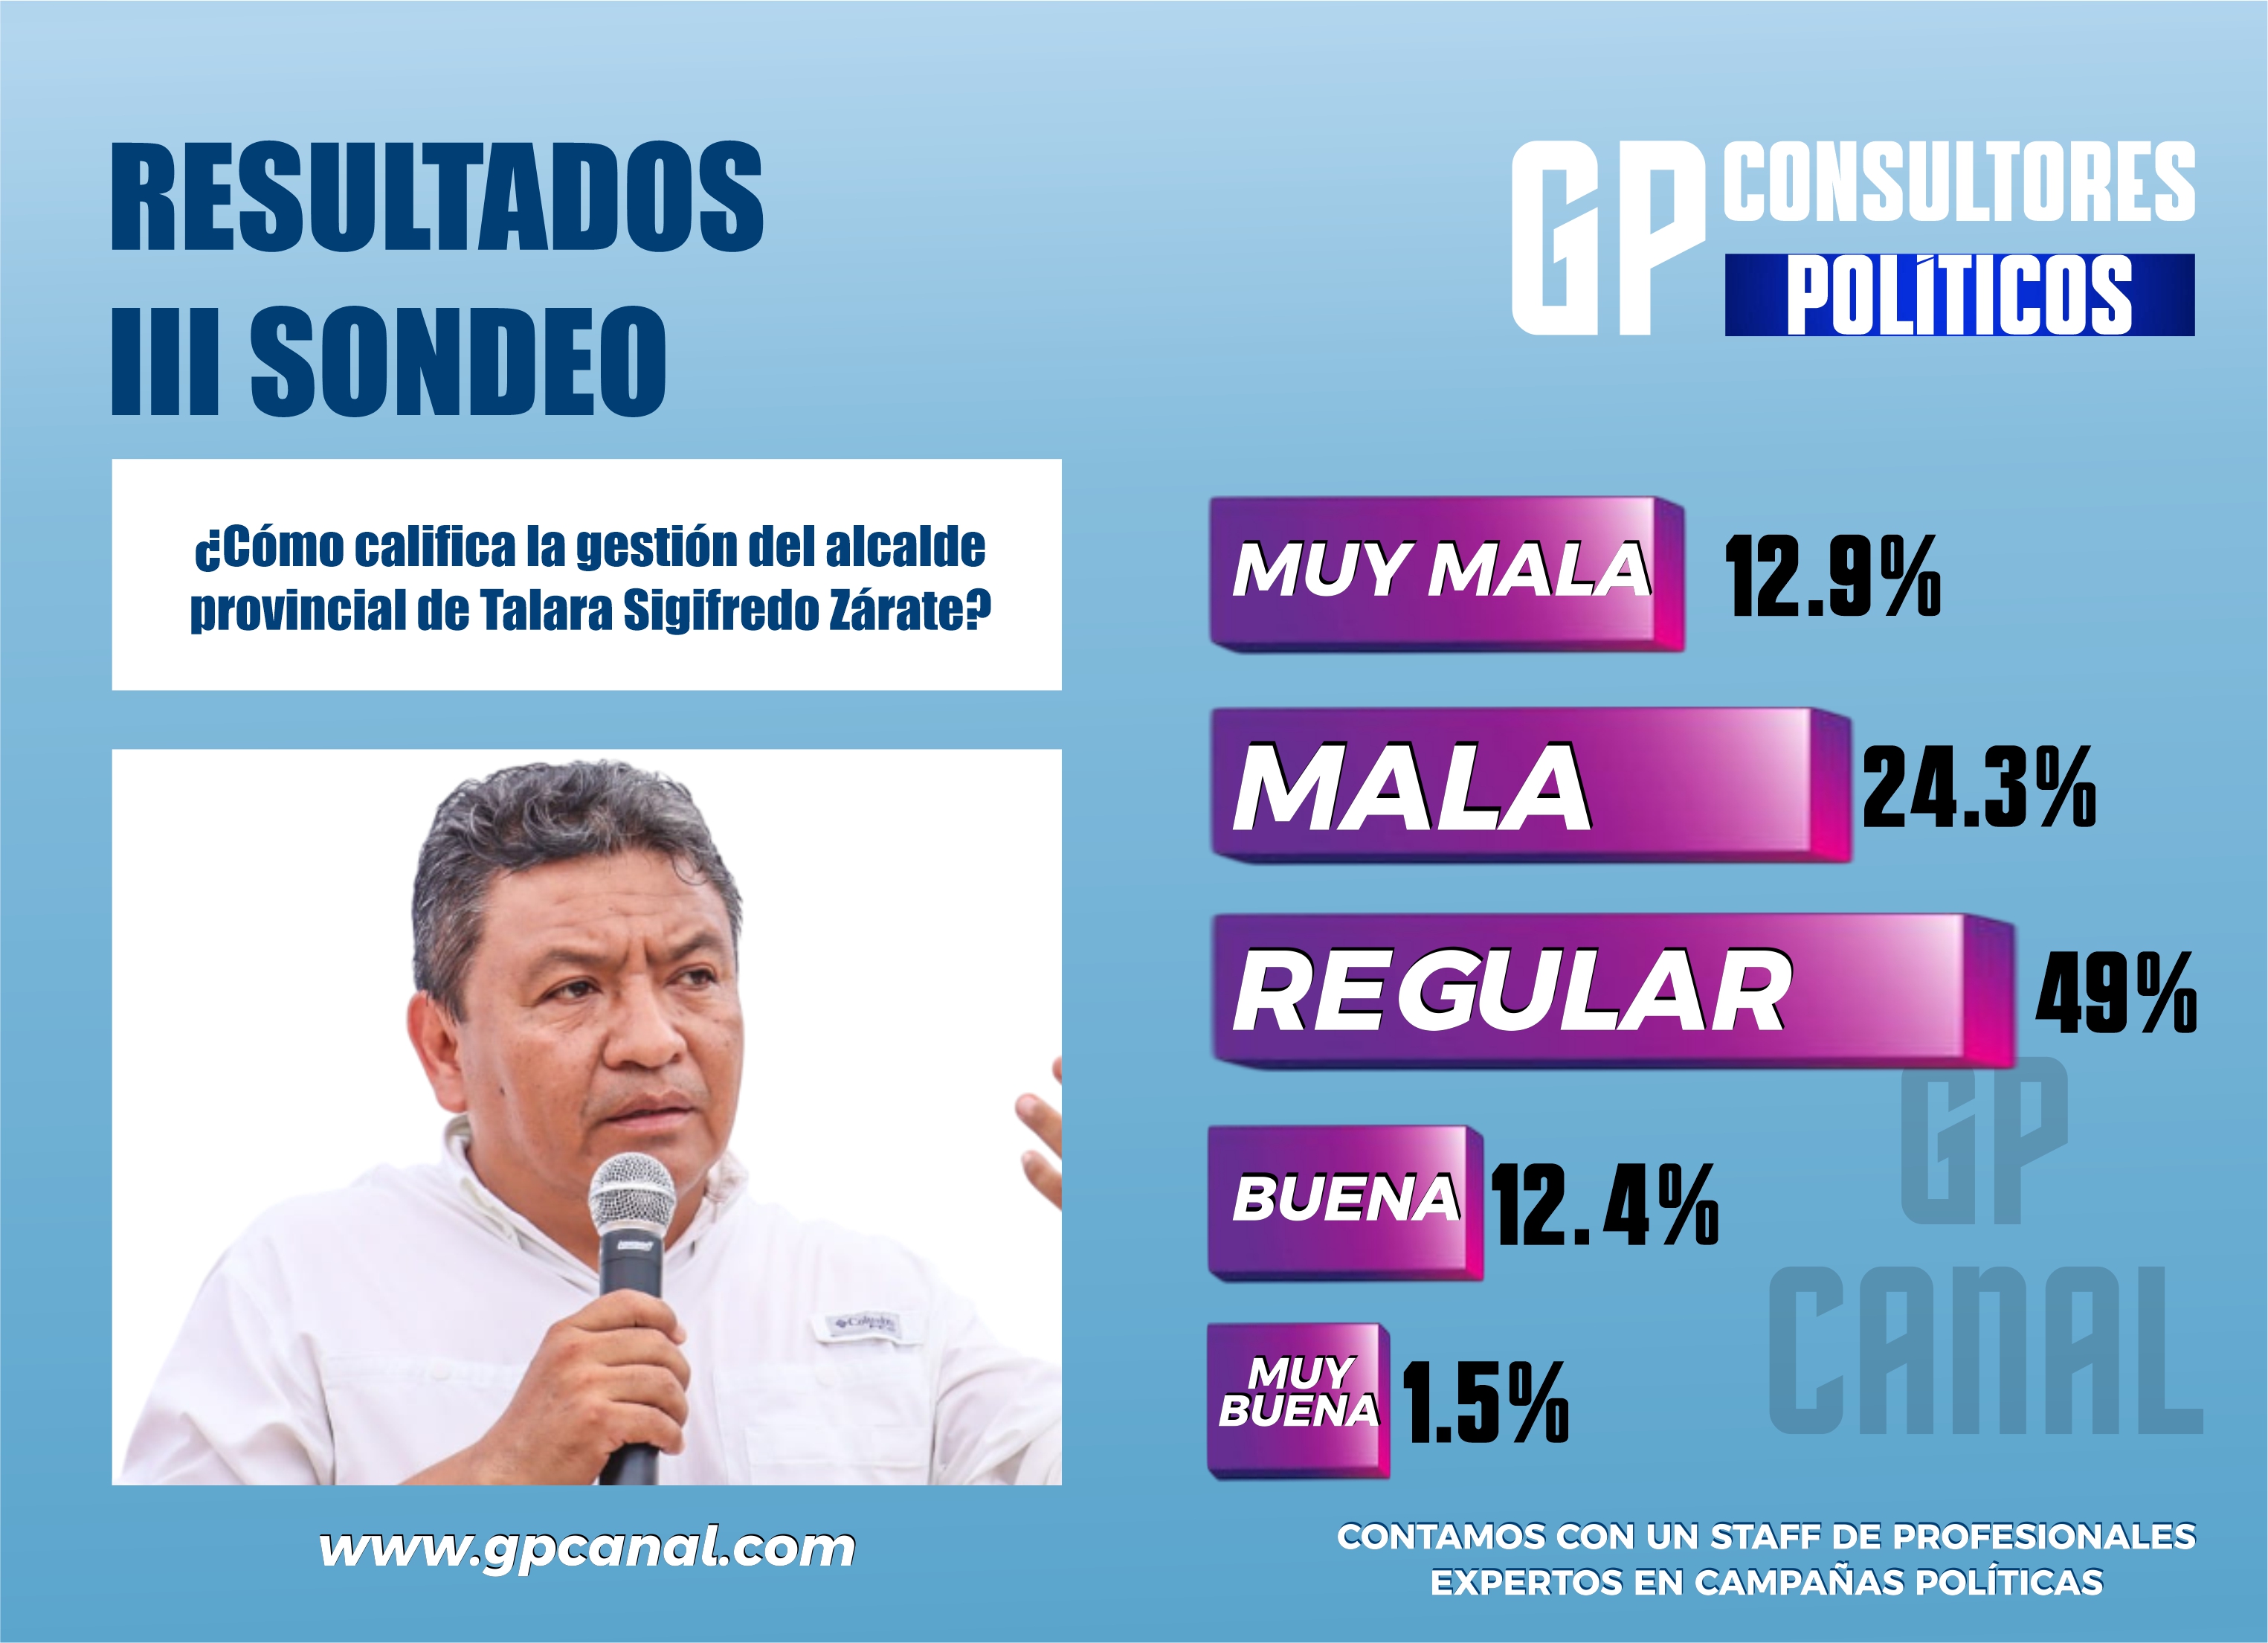 RESULTADOS
III SONDEO
GP CONSULTORES
POLÍTICOS
¿Cómo califica la gestión del alcalde
provincial de Talara Sigifredo Zárate?
MUY MALA 12.9%
MALA 24.3%
REGULAR 49%
BUENA 12.4%
MUY
BUENA 1.5%
GP
CANAL
Columbia
www.gpcanal.com
CONTAMOS CON UN STAFF DE PROFESIONALES
EXPERTOS EN CAMPAÑAS POLÍTICAS